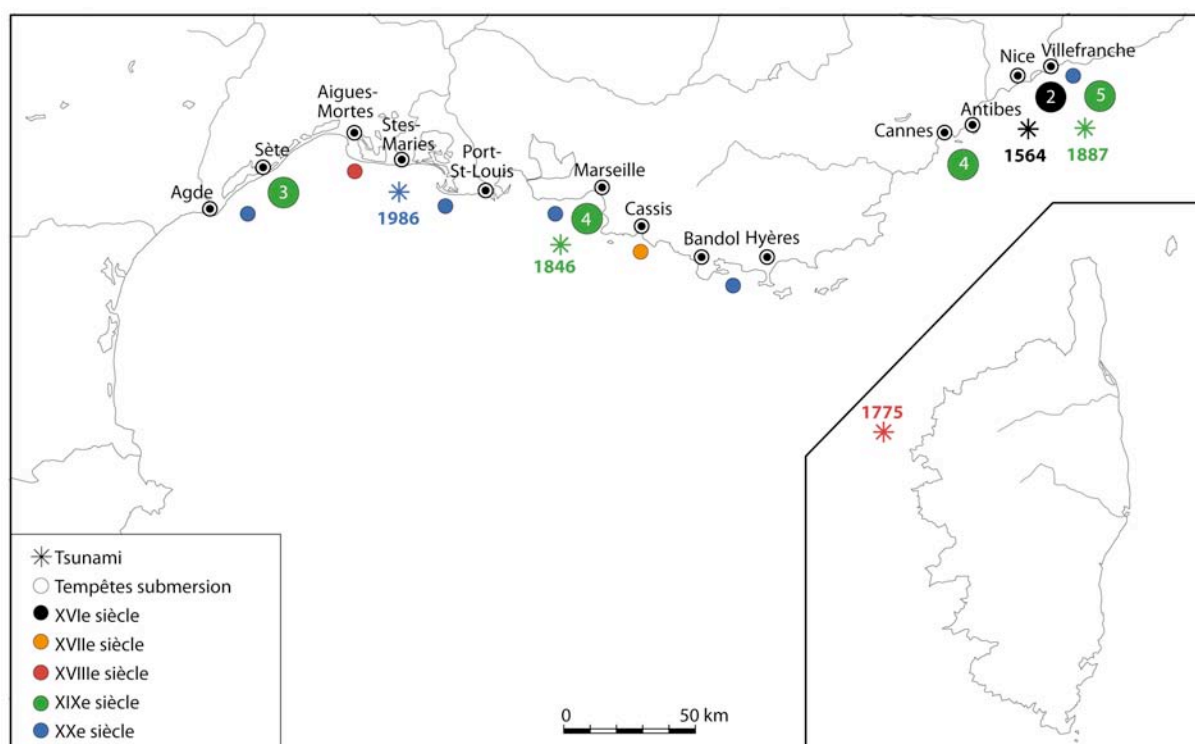 Nice
Villefranche
Aigues-
Mortes
Stes-
Maries
Antibes
2
5
Cannes
Sète
Port-
St-Louis
Marseille
1564
1887
Agde
3
4
1986
4
Cassis
1846
Bandol
Hyères
1775
Tsunami
Tempêtes submersion
XVIe siècle
XVIIe siècle
XVIIIe siècle
XIXe siècle
XXe siècle
0
50 km